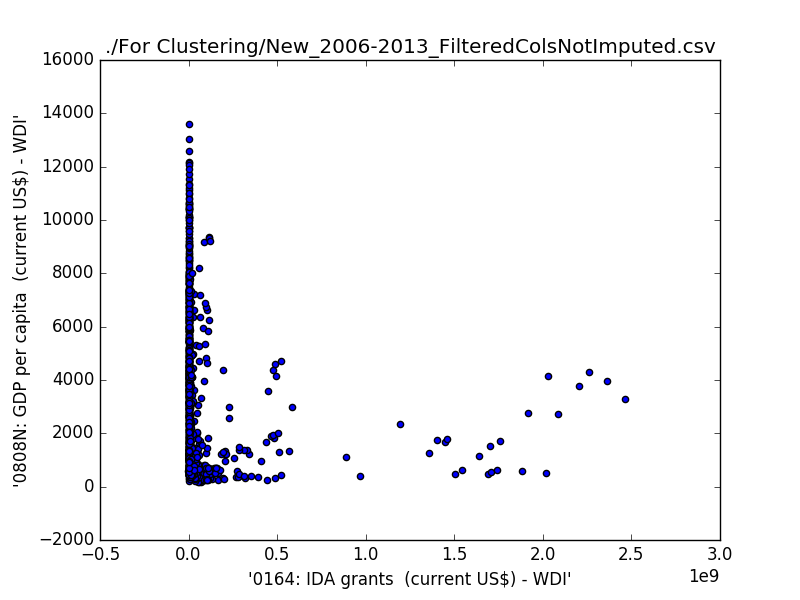 ./For Clustering/New_2006-2013_FilteredColsNotImputed.csv
16000
14000
12000
10000
8000
6000
4000
2000
0
−2000
'0808N: GDP per capita  (current US$) - WDI'
−0.5 0.0 0.5 1.0 1.5 2.0 2.5 3.0
1e9
'0164: IDA grants  (current US$) - WDI'